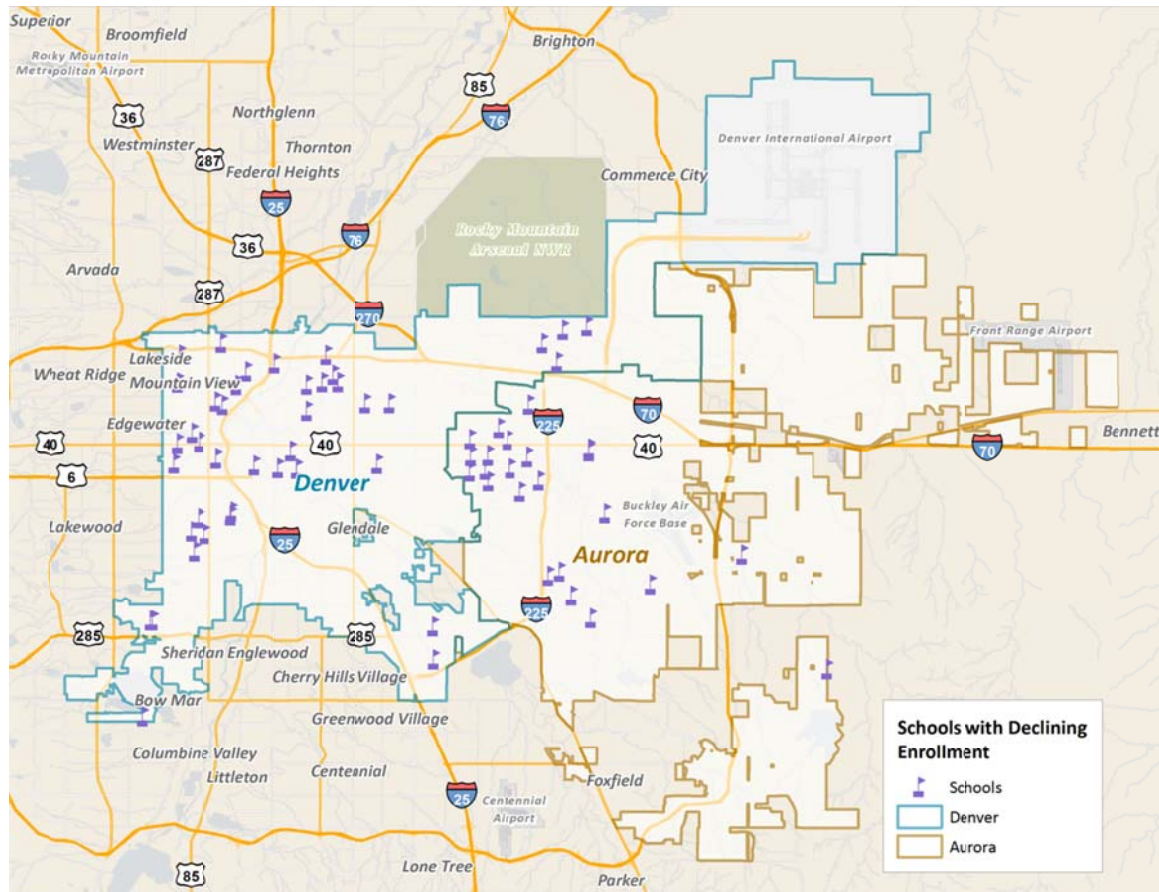 Superior
Broomfield
Rocky Mountain
Metropolitan Airport
Brighton
85
76
36
Northglenn
Westminster
287
Thornton
Federal Heights
25
Denver International Airport
Commerce City
76
36
Rocky Mountain
Arsenal NWR
Arvada
287
270
Front Range Airport
Lakeside
Wheat Ridge
Mountain View
Edgewater
225
70
40
40
40
70
Bennett
6
Denver
Buckley Air
Force Base
Lakewood
Glendale
25
Aurora
225
285
285
Sheridan Englewood
Cherry Hills Village
Bow Mar
Greenwood Village
Columbine Valley
Littleton
Centennial
Foxfield
25
Centennial
Airport
Lone Tree
85
Parker
Schools with Declining
Enrollment
Schools
Denver
Aurora